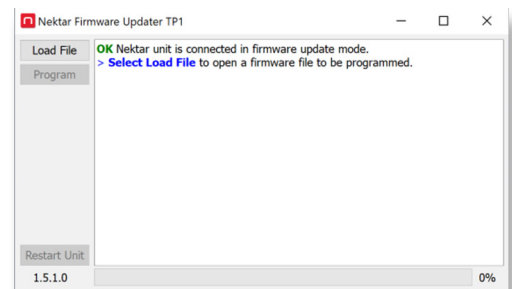 Nektar Firmware Updater TP1
Load File
OK Nektar unit is connected in firmware update mode.
> Select Load File to open a firmware file to be programmed.
Program
Restart Unit
1.5.1.0
0%